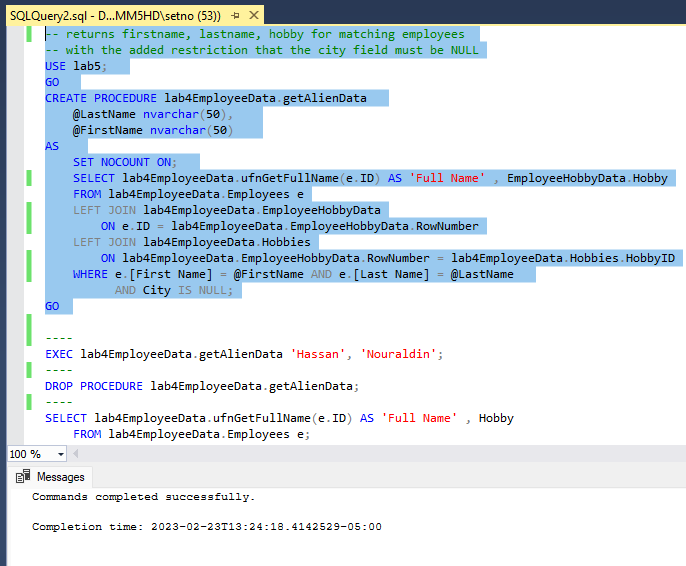 SQLQuery2.sql - D...MM5HD\setno (53))
-- returns firstname, lastname, hobby for matching employees
-- with the added restriction that the city field must be NULL
USE lab5;
GO
CREATE PROCEDURE lab4EmployeeData.getAlienData
@LastName nvarchar(50),
@FirstName nvarchar(50)
AS
SET NOCOUNT ON;
SELECT lab4EmployeeData.ufnGetFullName(e.ID) AS 'Full Name' , EmployeeHobbyData.Hobby
FROM lab4EmployeeData.Employees e
LEFT JOIN lab4EmployeeData.EmployeeHobbyData
ON e.ID = lab4EmployeeData.EmployeeHobbyData.RowNumber
LEFT JOIN lab4EmployeeData.Hobbies
ON lab4EmployeeData.EmployeeHobbyData.RowNumber = lab4EmployeeData.Hobbies.HobbyID
WHERE e.[First Name] = @FirstName AND e.[Last Name] = @LastName
AND City IS NULL;
GO
----
EXEC lab4EmployeeData.getAlienData 'Hassan', 'Nouraldin';
----
DROP PROCEDURE lab4EmployeeData.getAlienData;
----
SELECT lab4EmployeeData.ufnGetFullName(e.ID) AS 'Full Name' , Hobby
FROM lab4EmployeeData.Employees e;
100 %
Messages
Commands completed successfully.
Completion time: 2023-02-23T13:24:18.4142529-05:00